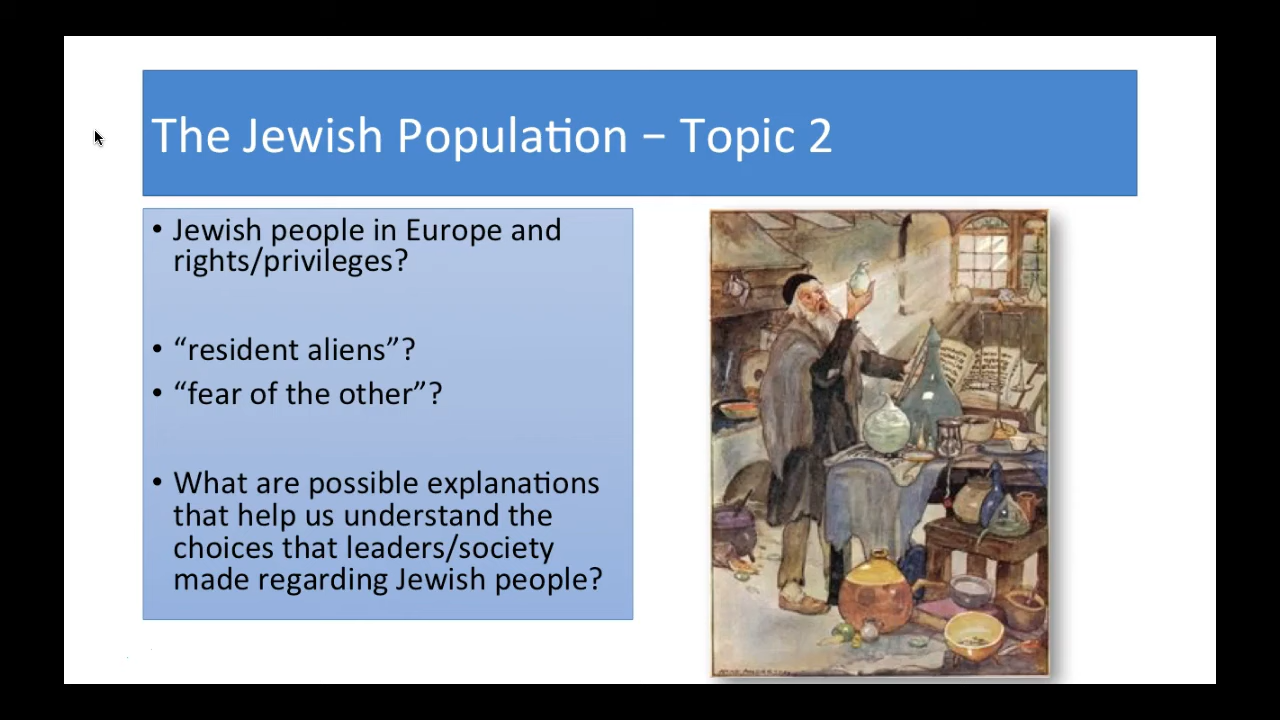 The Jewish Population – Topic 2
• Jewish people in Europe and
rights/privileges?
• “resident aliens”?
• “fear of the other”?
• What are possible explanations
that help us understand the
choices that leaders/society
made regarding Jewish people?